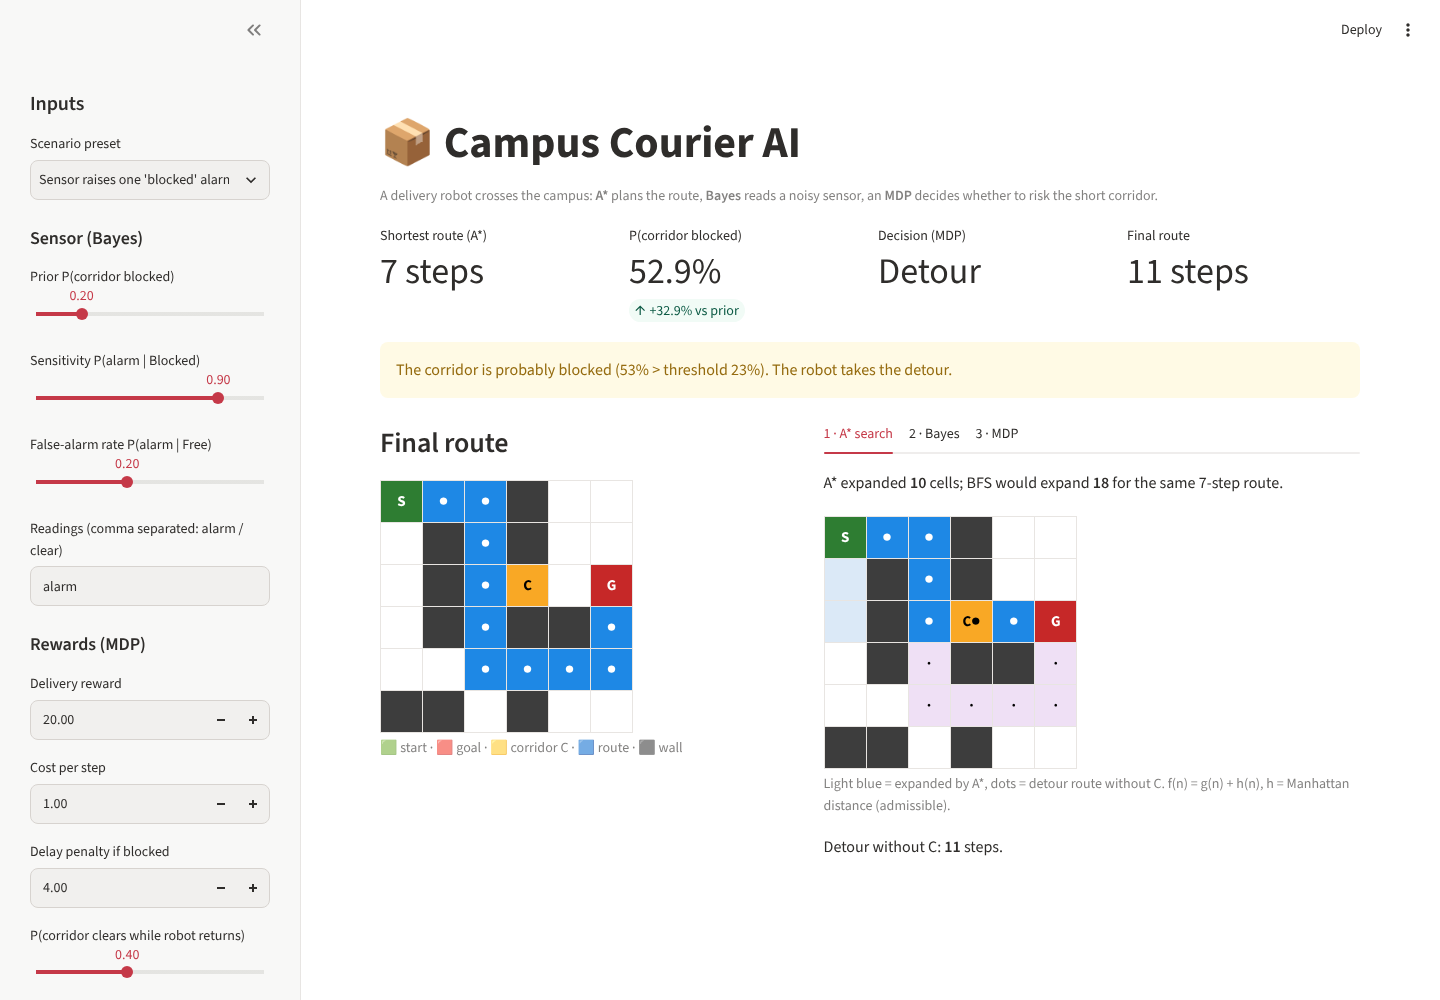 Deploy
Inputs
Scenario preset
Sensor raises one 'blocked' alarm
Sensor (Bayes)
Prior P(corridor blocked)
0.20
Sensitivity P(alarm | Blocked)
0.90
False-alarm rate P(alarm | Free)
0.20
Readings (comma separated: alarm /
clear)
alarm
Rewards (MDP)
Delivery reward
20.00
Cost per step
1.00
Delay penalty if blocked
4.00
P(corridor clears while robot returns)
0.40
Campus Courier AI
A delivery robot crosses the campus: A* plans the route, Bayes reads a noisy sensor, an MDP decides whether to risk the short corridor.
Shortest route (A*)
7 steps
P(corridor blocked)
52.9%
↑ +32.9% vs prior
Decision (MDP)
Detour
Final route
11 steps
The corridor is probably blocked (53% > threshold 23%). The robot takes the detour.
Final route
S
C
G
start · goal · corridor C · route · wall
1 · A* search
2 · Bayes
3 · MDP
A* expanded 10 cells; BFS would expand 18 for the same 7-step route.
S
C●
G
Light blue = expanded by A*, dots = detour route without C. f(n) = g(n) + h(n), h = Manhattan
distance (admissible).
Detour without C: 11 steps.